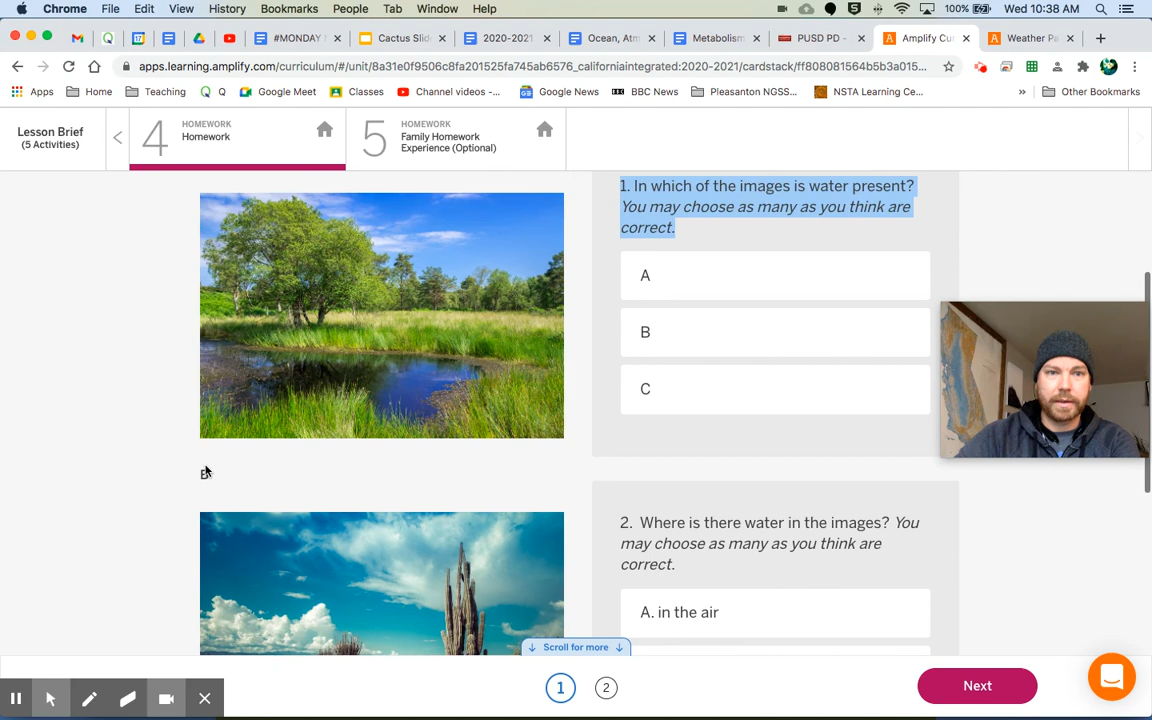 Chrome File Edit View History Bookmarks People Tab Window Help 100% Wed 10:38 AM
#MONDAY Cactus Slid 2020-2021 Ocean, Atm Metabolism PUSD PD - Amplify Cur Weather Pa
apps.learning.amplify.com/curriculum/#/unit/8a31e0f9506c8fa201525fa745ab6576_californiaintegrated:2020-2021/cardstack/ff808081564b5b3a015...
Apps Home Teaching Q Google Meet Classes Channel videos -... Google News BBC News Pleasanton NGSS... NSTA Learning Ce... » Other Bookmarks
Lesson Brief
(5 Activities)
4 HOMEWORK
Homework
5 HOMEWORK
Family Homework
Experience (Optional)
1. In which of the images is water present?
You may choose as many as you think are
correct.
A
B
C
B
2. Where is there water in the images? You
may choose as many as you think are
correct.
A. in the air
Scroll for more
1 2
Next